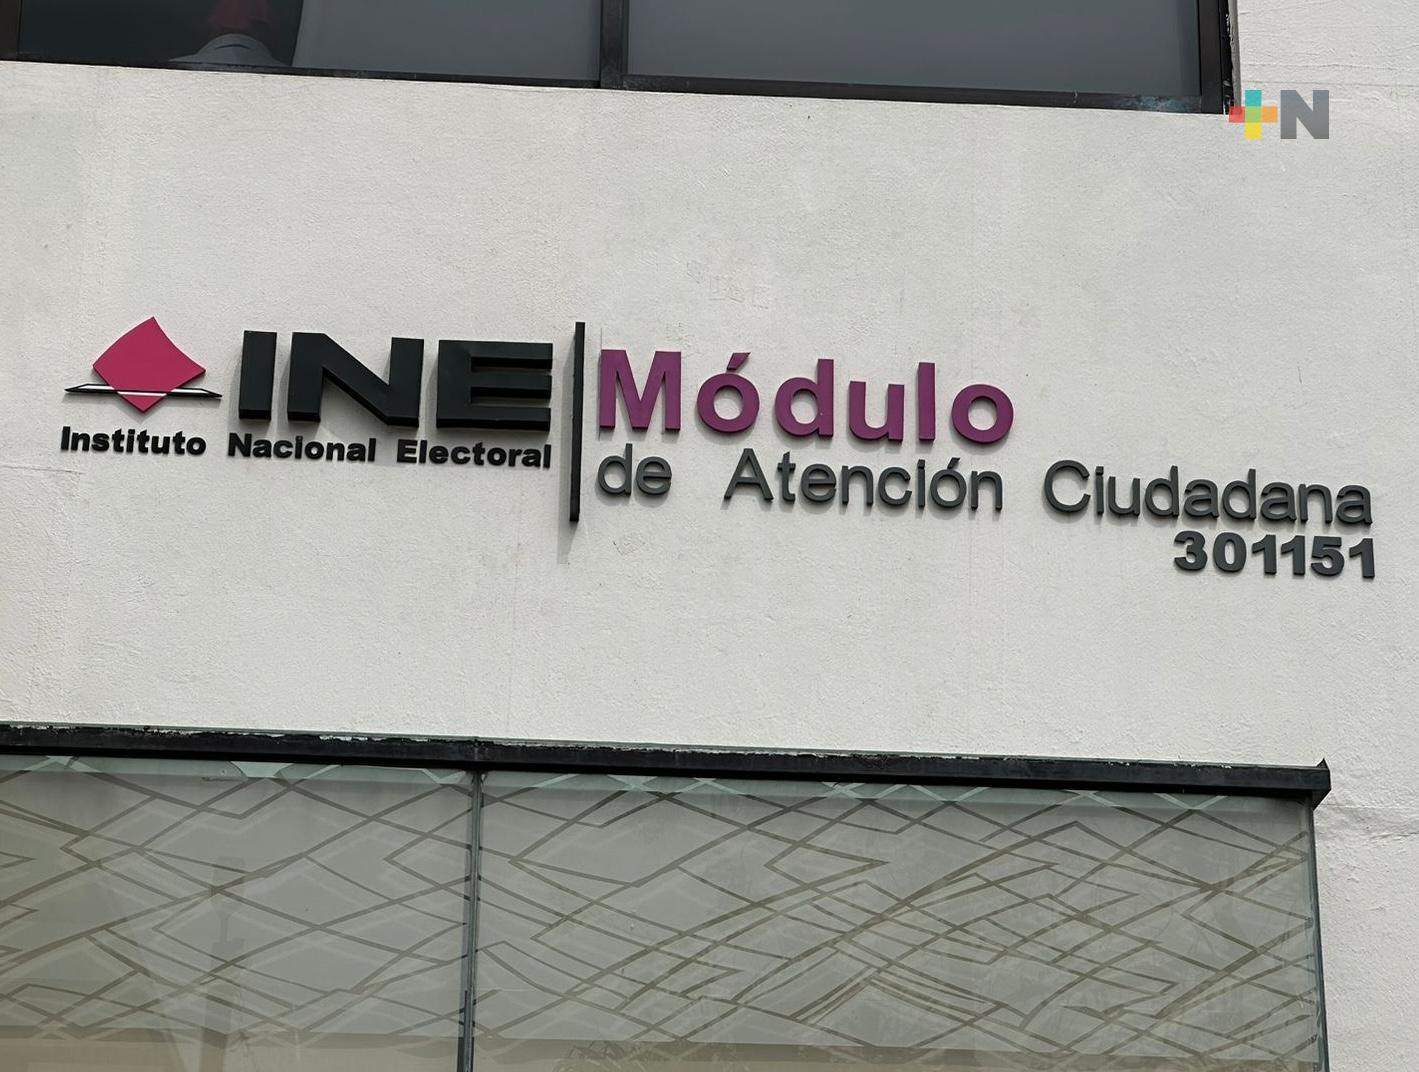 +N
INE
Instituto Nacional Electoral
Módulo
de Atención Ciudadana
301151